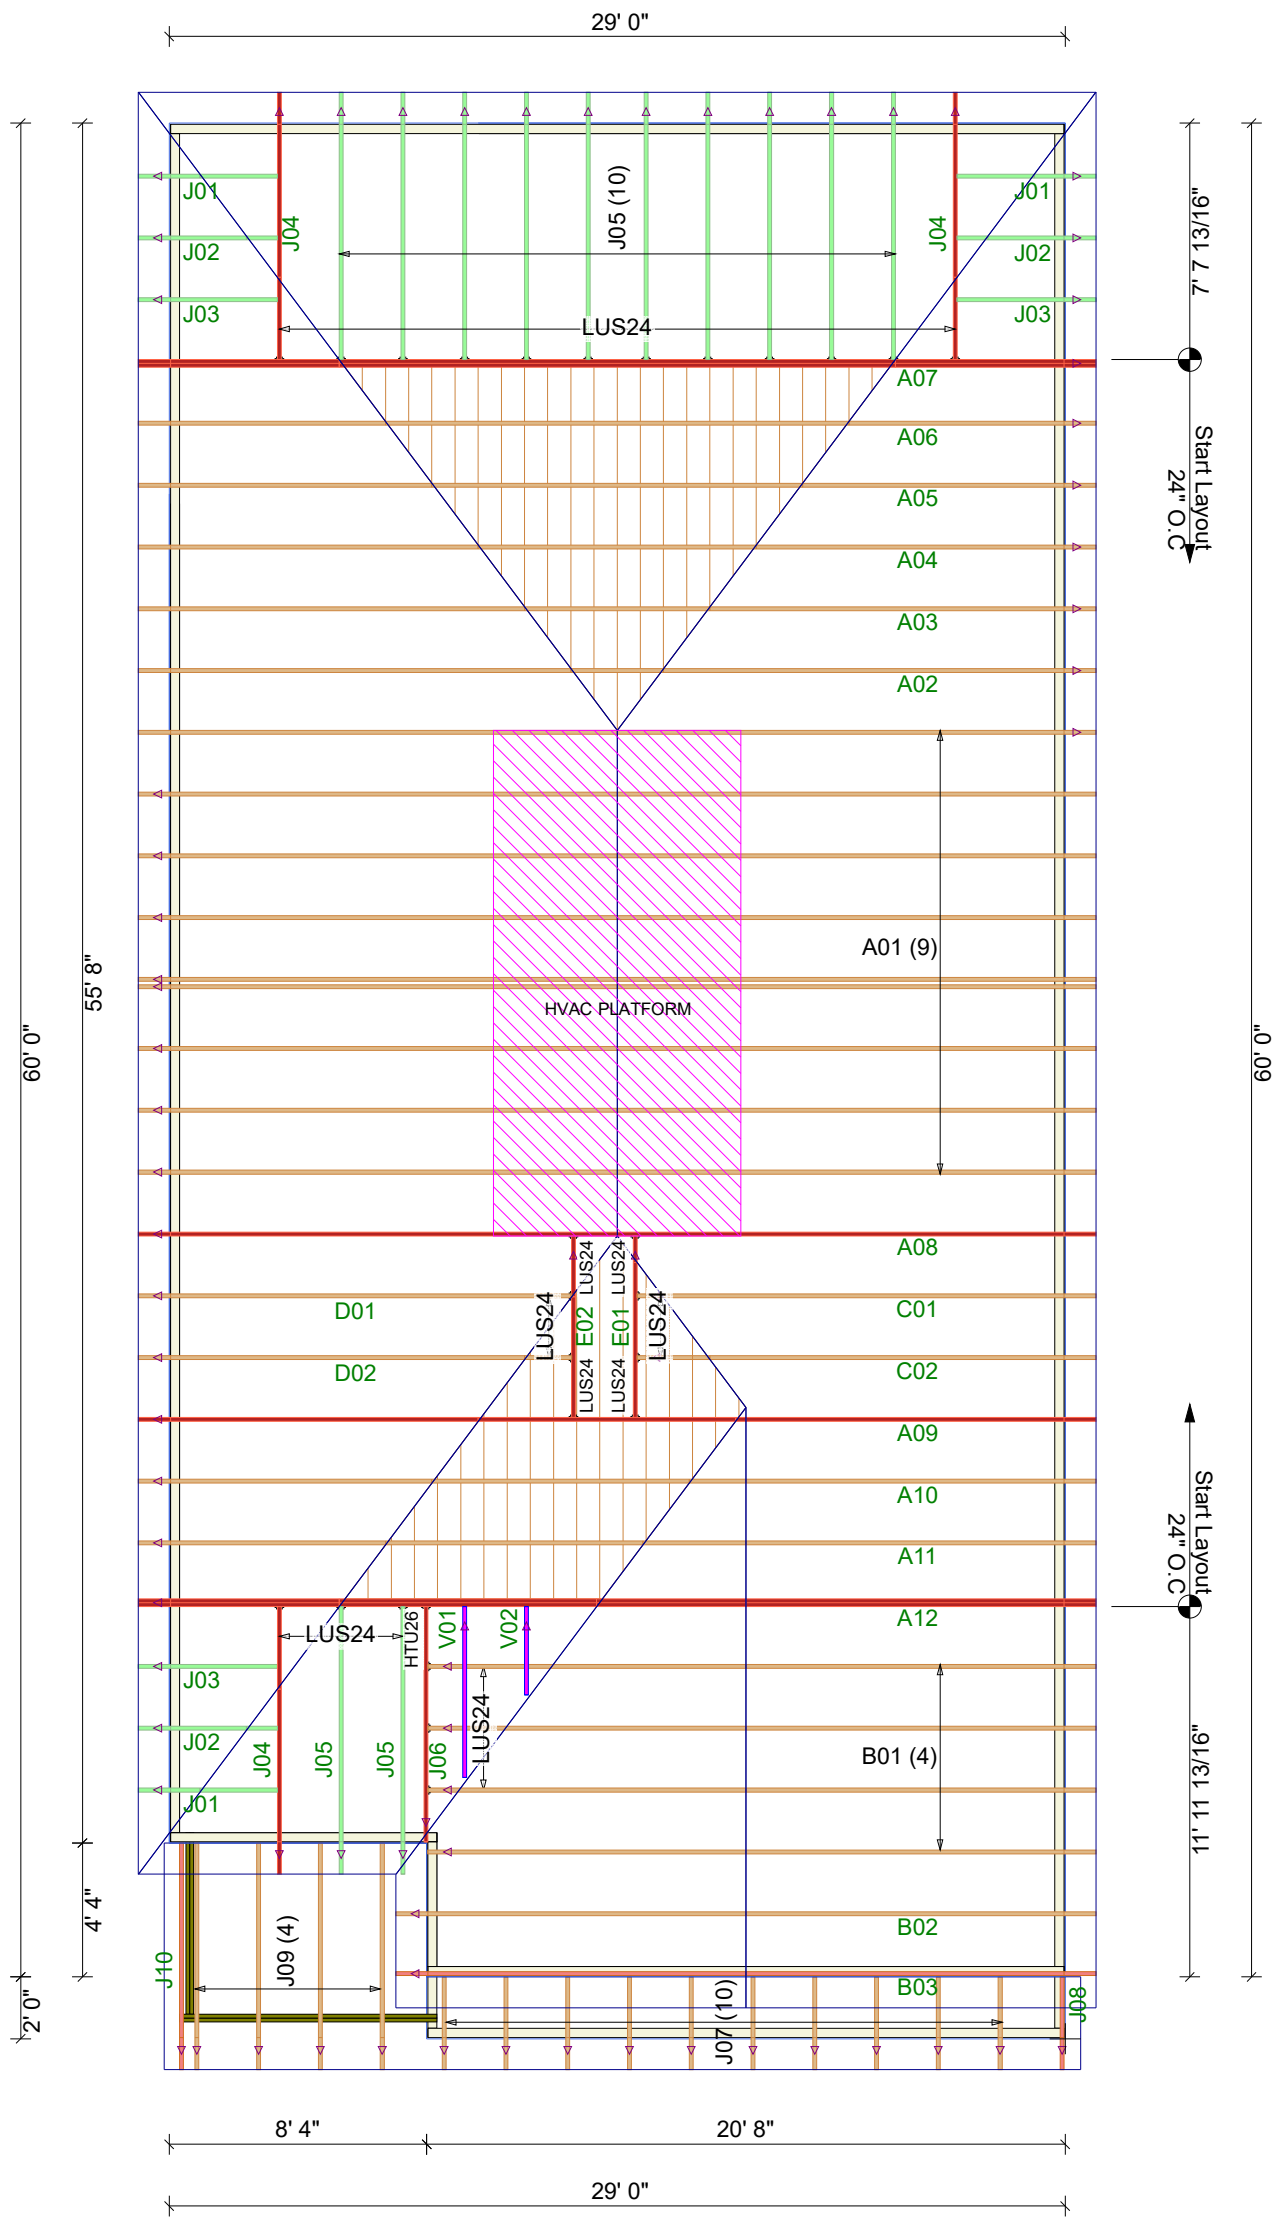 29' 0"
J01
J04
J05 (10)
J04
J01
J02
J02
J03
J03
7' 7 13/16"
LUS24
A07
A06
Start Layout
24" O.C
A05
A04
A03
A02
A01 (9)
55' 8"
HVAC PLATFORM
60' 0"
60' 0"
A08
LUS24
LUS24
D01
LUS24
E02
E01
LUS24
C01
D02
LUS24
LUS24
C02
A09
A10
Start Layout
24" O.C
A11
A12
LUS24
HTU26
V01
V02
J03
LUS24
J02
J04
J05
J05
J06
B01 (4)
J01
11' 11 13/16"
4' 4"
J09 (4)
B02
J10
B03
J07 (10)
J08
2' 0"
8' 4"
20' 8"
29' 0"